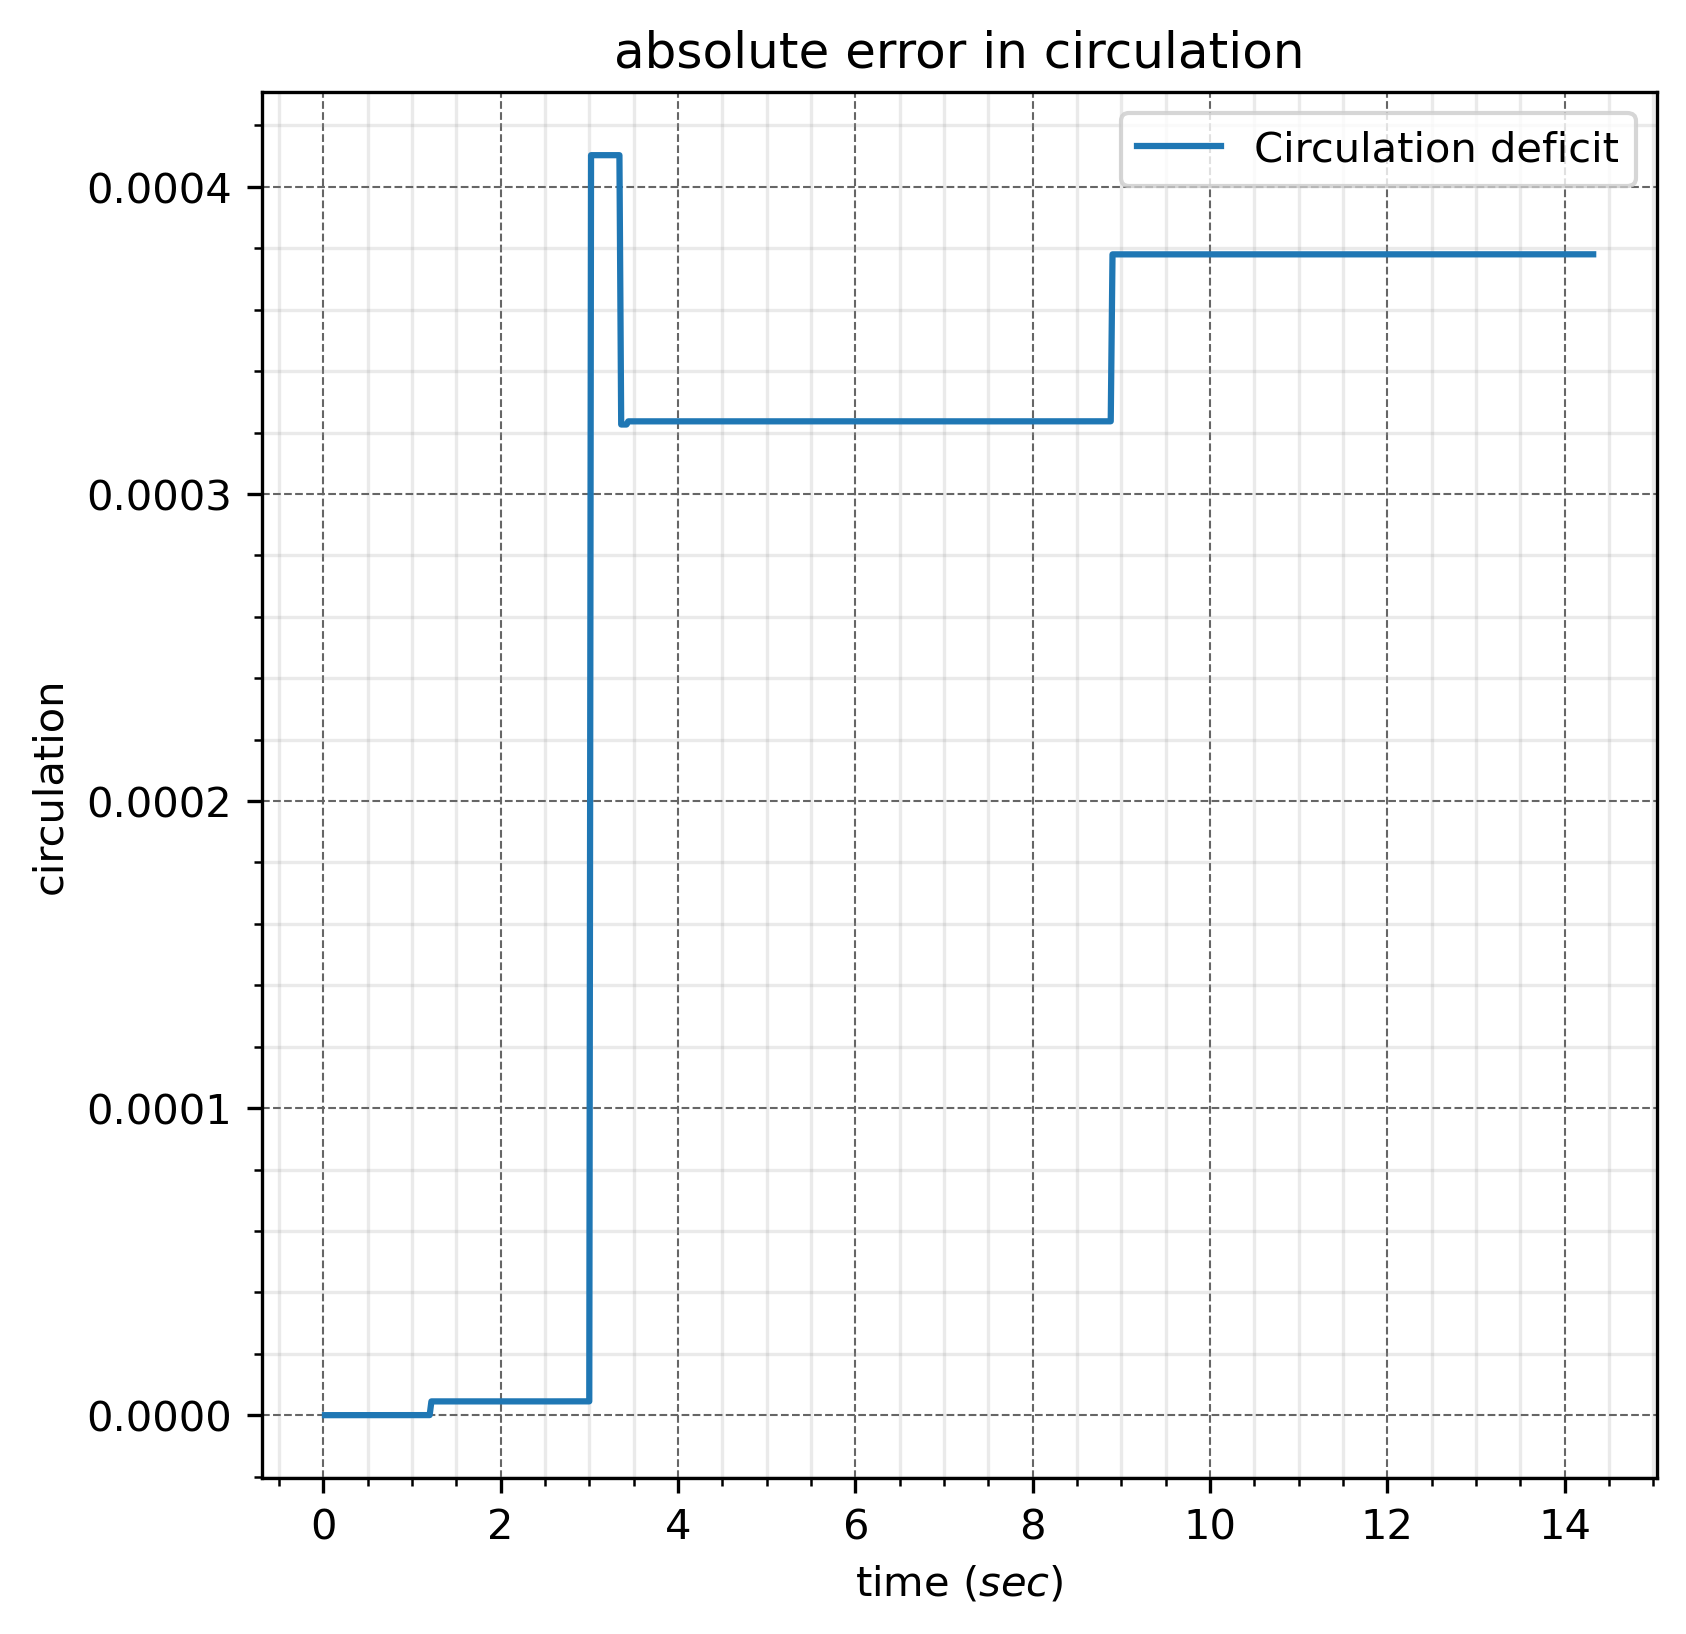 absolute error in circulation
Circulation deficit
0.0004
0.0003
0.0002
0.0001
0.0000
circulation
0 2 4 6 8 10 12 14
time (sec)